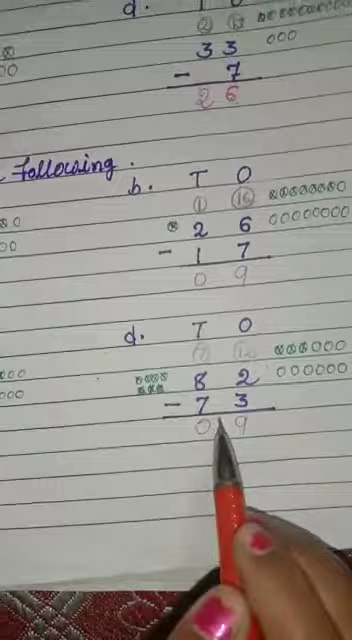 d. T O
② ⑬
3 3
- 7
2 6
Following.
b. T O
① ⑯
2 6
- 1 7
0 9
d. T O
⑦ ⑫
8 2
- 7 3
0 9